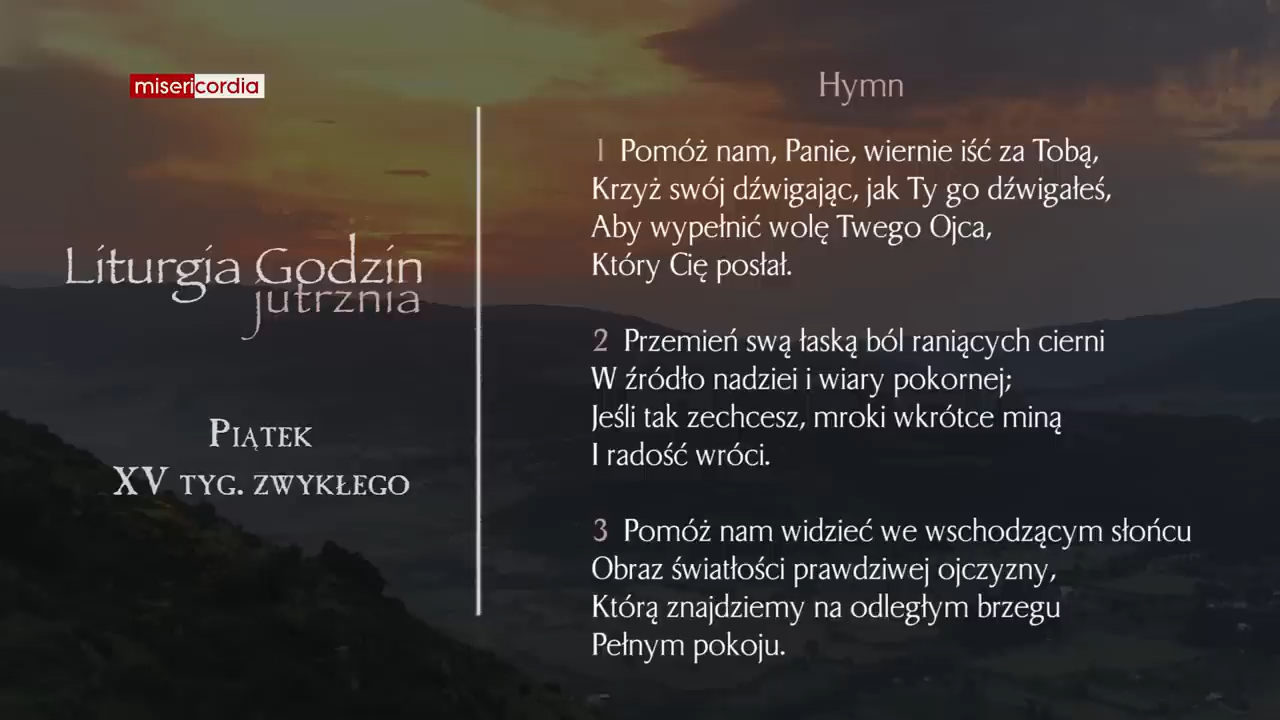 misericordia
Liturgia Godzin
jutrznia
Piątek
XV tyg. zwykłego
Hymn
1 Pomóż nam, Panie, wiernie iść za Tobą,
Krzyż swój dźwigając, jak Ty go dźwigałeś,
Aby wypełnić wolę Twego Ojca,
Który Cię posłał.
2 Przemień swą łaską ból raniących cierni
W źródło nadziei i wiary pokornej;
Jeśli tak zechcesz, mroki wkrótce miną
I radość wróci.
3 Pomóż nam widzieć we wschodzącym słońcu
Obraz światłości prawdziwej ojczyzny,
Którą znajdziemy na odległym brzegu
Pełnym pokoju.